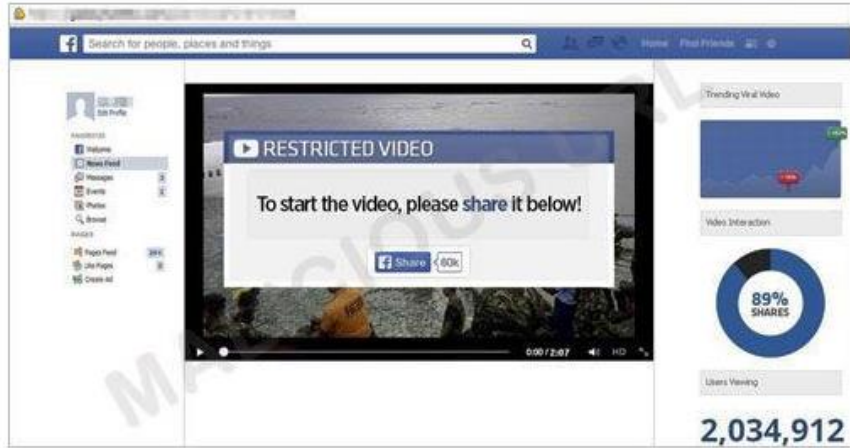 Search for people, places and things
Home Find Friends
Edit Profile
FAVORITES
Welcome
News Feed
Messages
Events
Photos
Browse
PAGES
Pages Feed
Like Pages
Create Ad
RESTRICTED VIDEO
To start the video, please share it below!
Share 60k
0:00 / 2:07 HD
Trending Viral Video
Video Interaction
89%
SHARES
Users Viewing
2,034,912
MALICIOUS URL